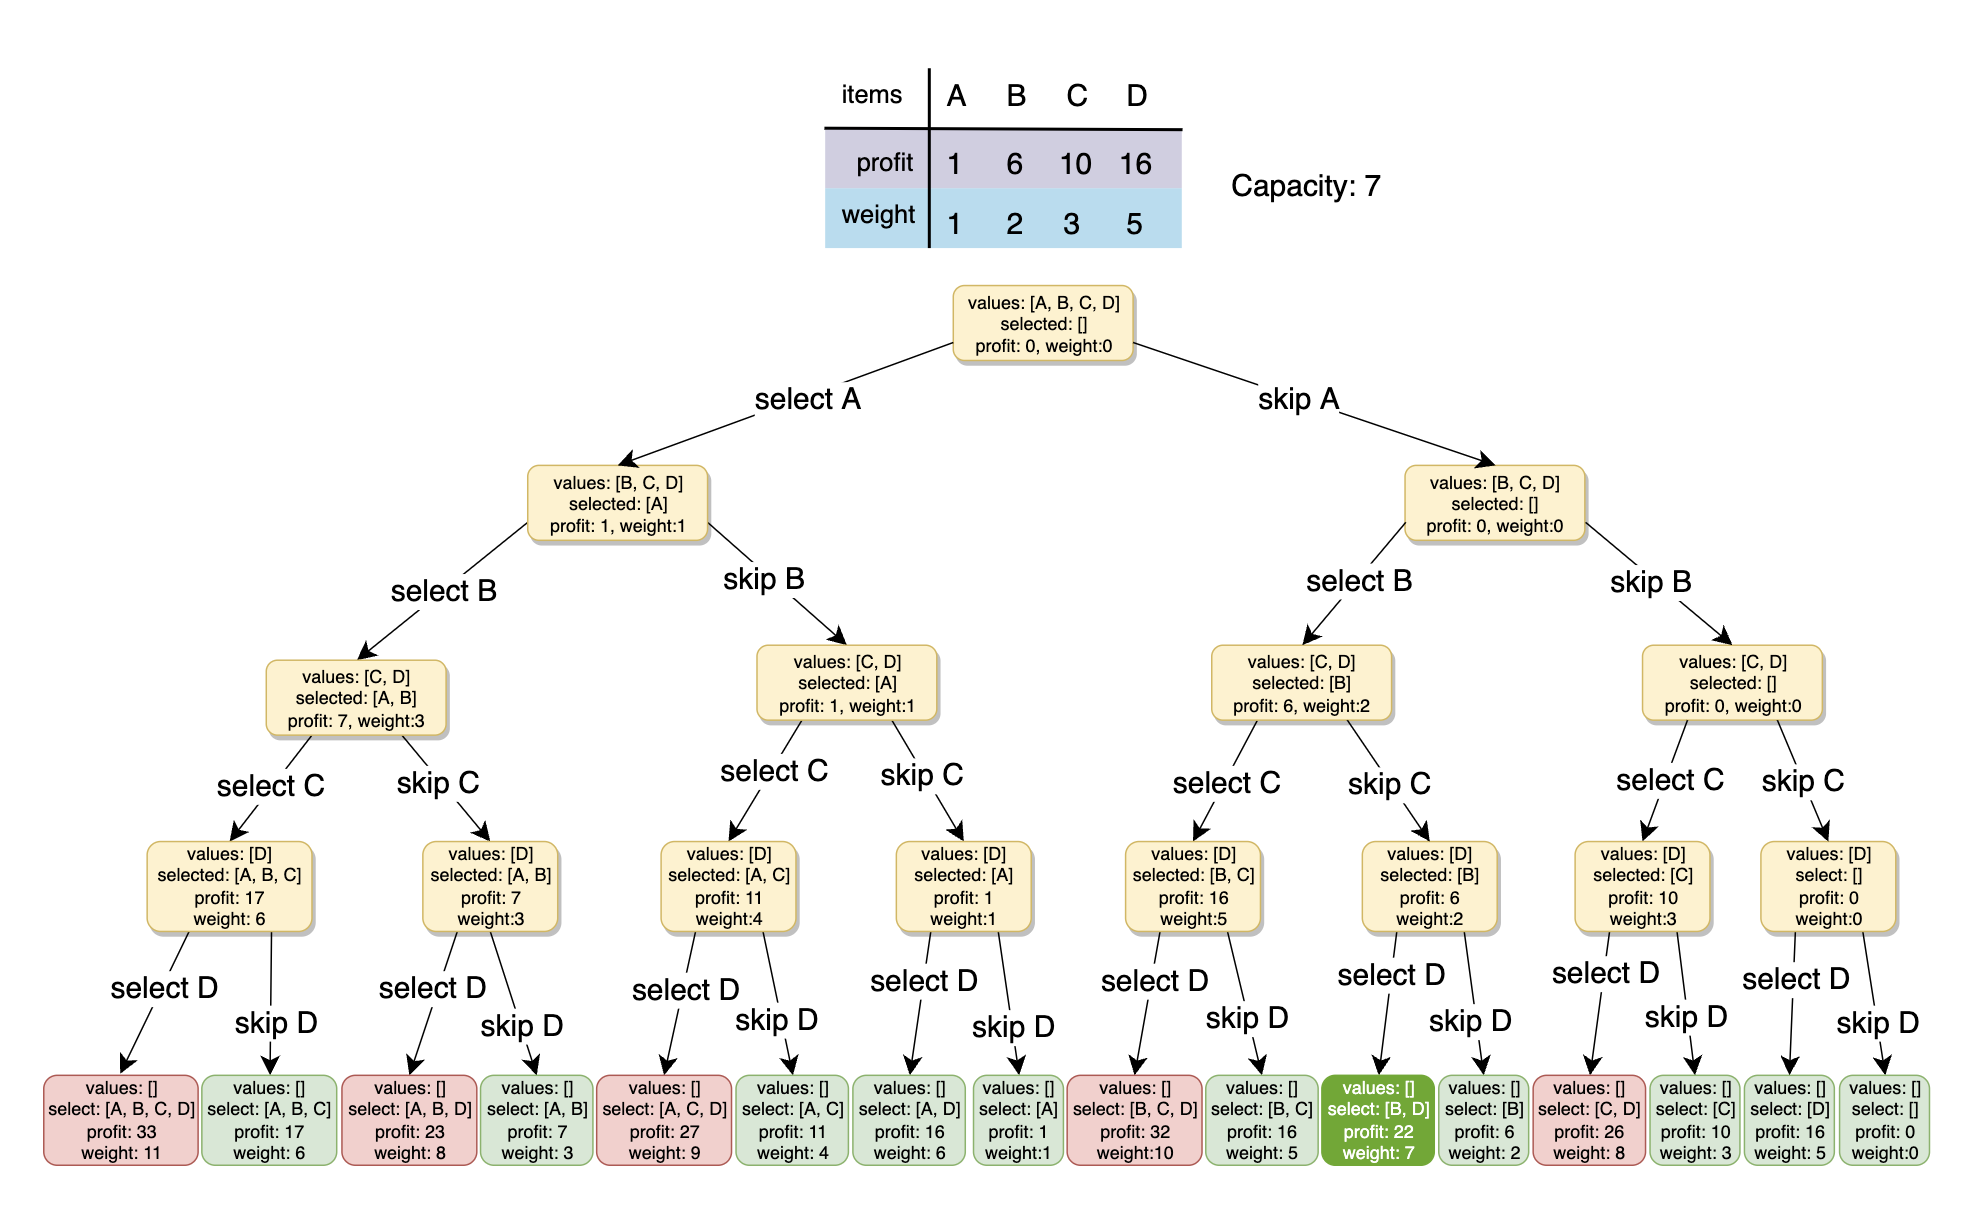 items A B C D
profit 1 6 10 16
weight 1 2 3 5
Capacity: 7
values: [A, B, C, D]
selected: []
profit: 0, weight:0
select A
skip A
values: [B, C, D]
selected: [A]
profit: 1, weight:1
values: [B, C, D]
selected: []
profit: 0, weight:0
select B
skip B
select B
skip B
values: [C, D]
selected: [A, B]
profit: 7, weight:3
values: [C, D]
selected: [A]
profit: 1, weight:1
values: [C, D]
selected: [B]
profit: 6, weight:2
values: [C, D]
selected: []
profit: 0, weight:0
select C
skip C
select C
skip C
select C
skip C
select C
skip C
values: [D]
selected: [A, B, C]
profit: 17
weight: 6
values: [D]
selected: [A, B]
profit: 7
weight:3
values: [D]
selected: [A, C]
profit: 11
weight:4
values: [D]
selected: [A]
profit: 1
weight:1
values: [D]
selected: [B, C]
profit: 16
weight:5
values: [D]
selected: [B]
profit: 6
weight:2
values: [D]
selected: [C]
profit: 10
weight:3
values: [D]
select: []
profit: 0
weight:0
select D
skip D
select D
skip D
select D
skip D
select D
skip D
select D
skip D
select D
skip D
select D
skip D
select D
skip D
values: []
select: [A, B, C, D]
profit: 33
weight: 11
values: []
select: [A, B, C]
profit: 17
weight: 6
values: []
select: [A, B, D]
profit: 23
weight: 8
values: []
select: [A, B]
profit: 7
weight: 3
values: []
select: [A, C, D]
profit: 27
weight: 9
values: []
select: [A, C]
profit: 11
weight: 4
values: []
select: [A, D]
profit: 16
weight: 6
values: []
select: [A]
profit: 1
weight:1
values: []
select: [B, C, D]
profit: 32
weight:10
values: []
select: [B, C]
profit: 16
weight: 5
values: []
select: [B, D]
profit: 22
weight: 7
values: []
select: [B]
profit: 6
weight: 2
values: []
select: [C, D]
profit: 26
weight: 8
values: []
select: [C]
profit: 10
weight: 3
values: []
select: [D]
profit: 16
weight: 5
values: []
select: []
profit: 0
weight:0